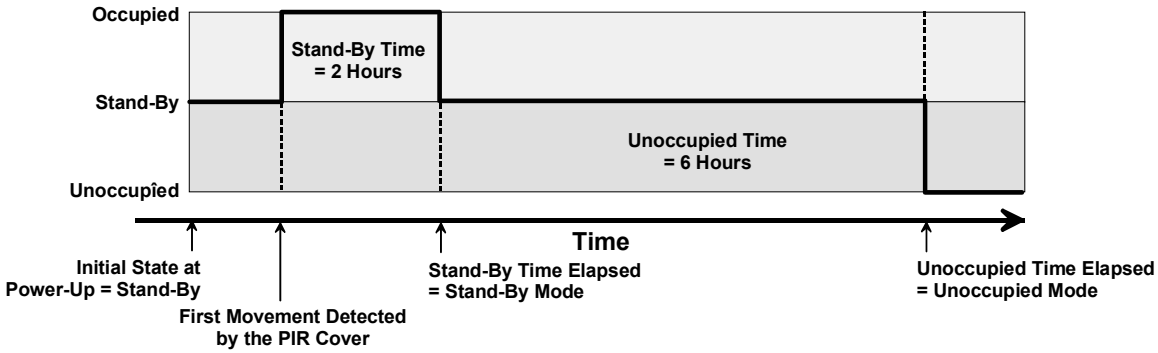 Occupied
Stand-By Time
= 2 Hours
Stand-By
Unoccupied Time
= 6 Hours
Unoccupîed
Time
Initial State at
Power-Up = Stand-By
First Movement Detected
by the PIR Cover
Stand-By Time Elapsed
= Stand-By Mode
Unoccupied Time Elapsed
= Unoccupied Mode